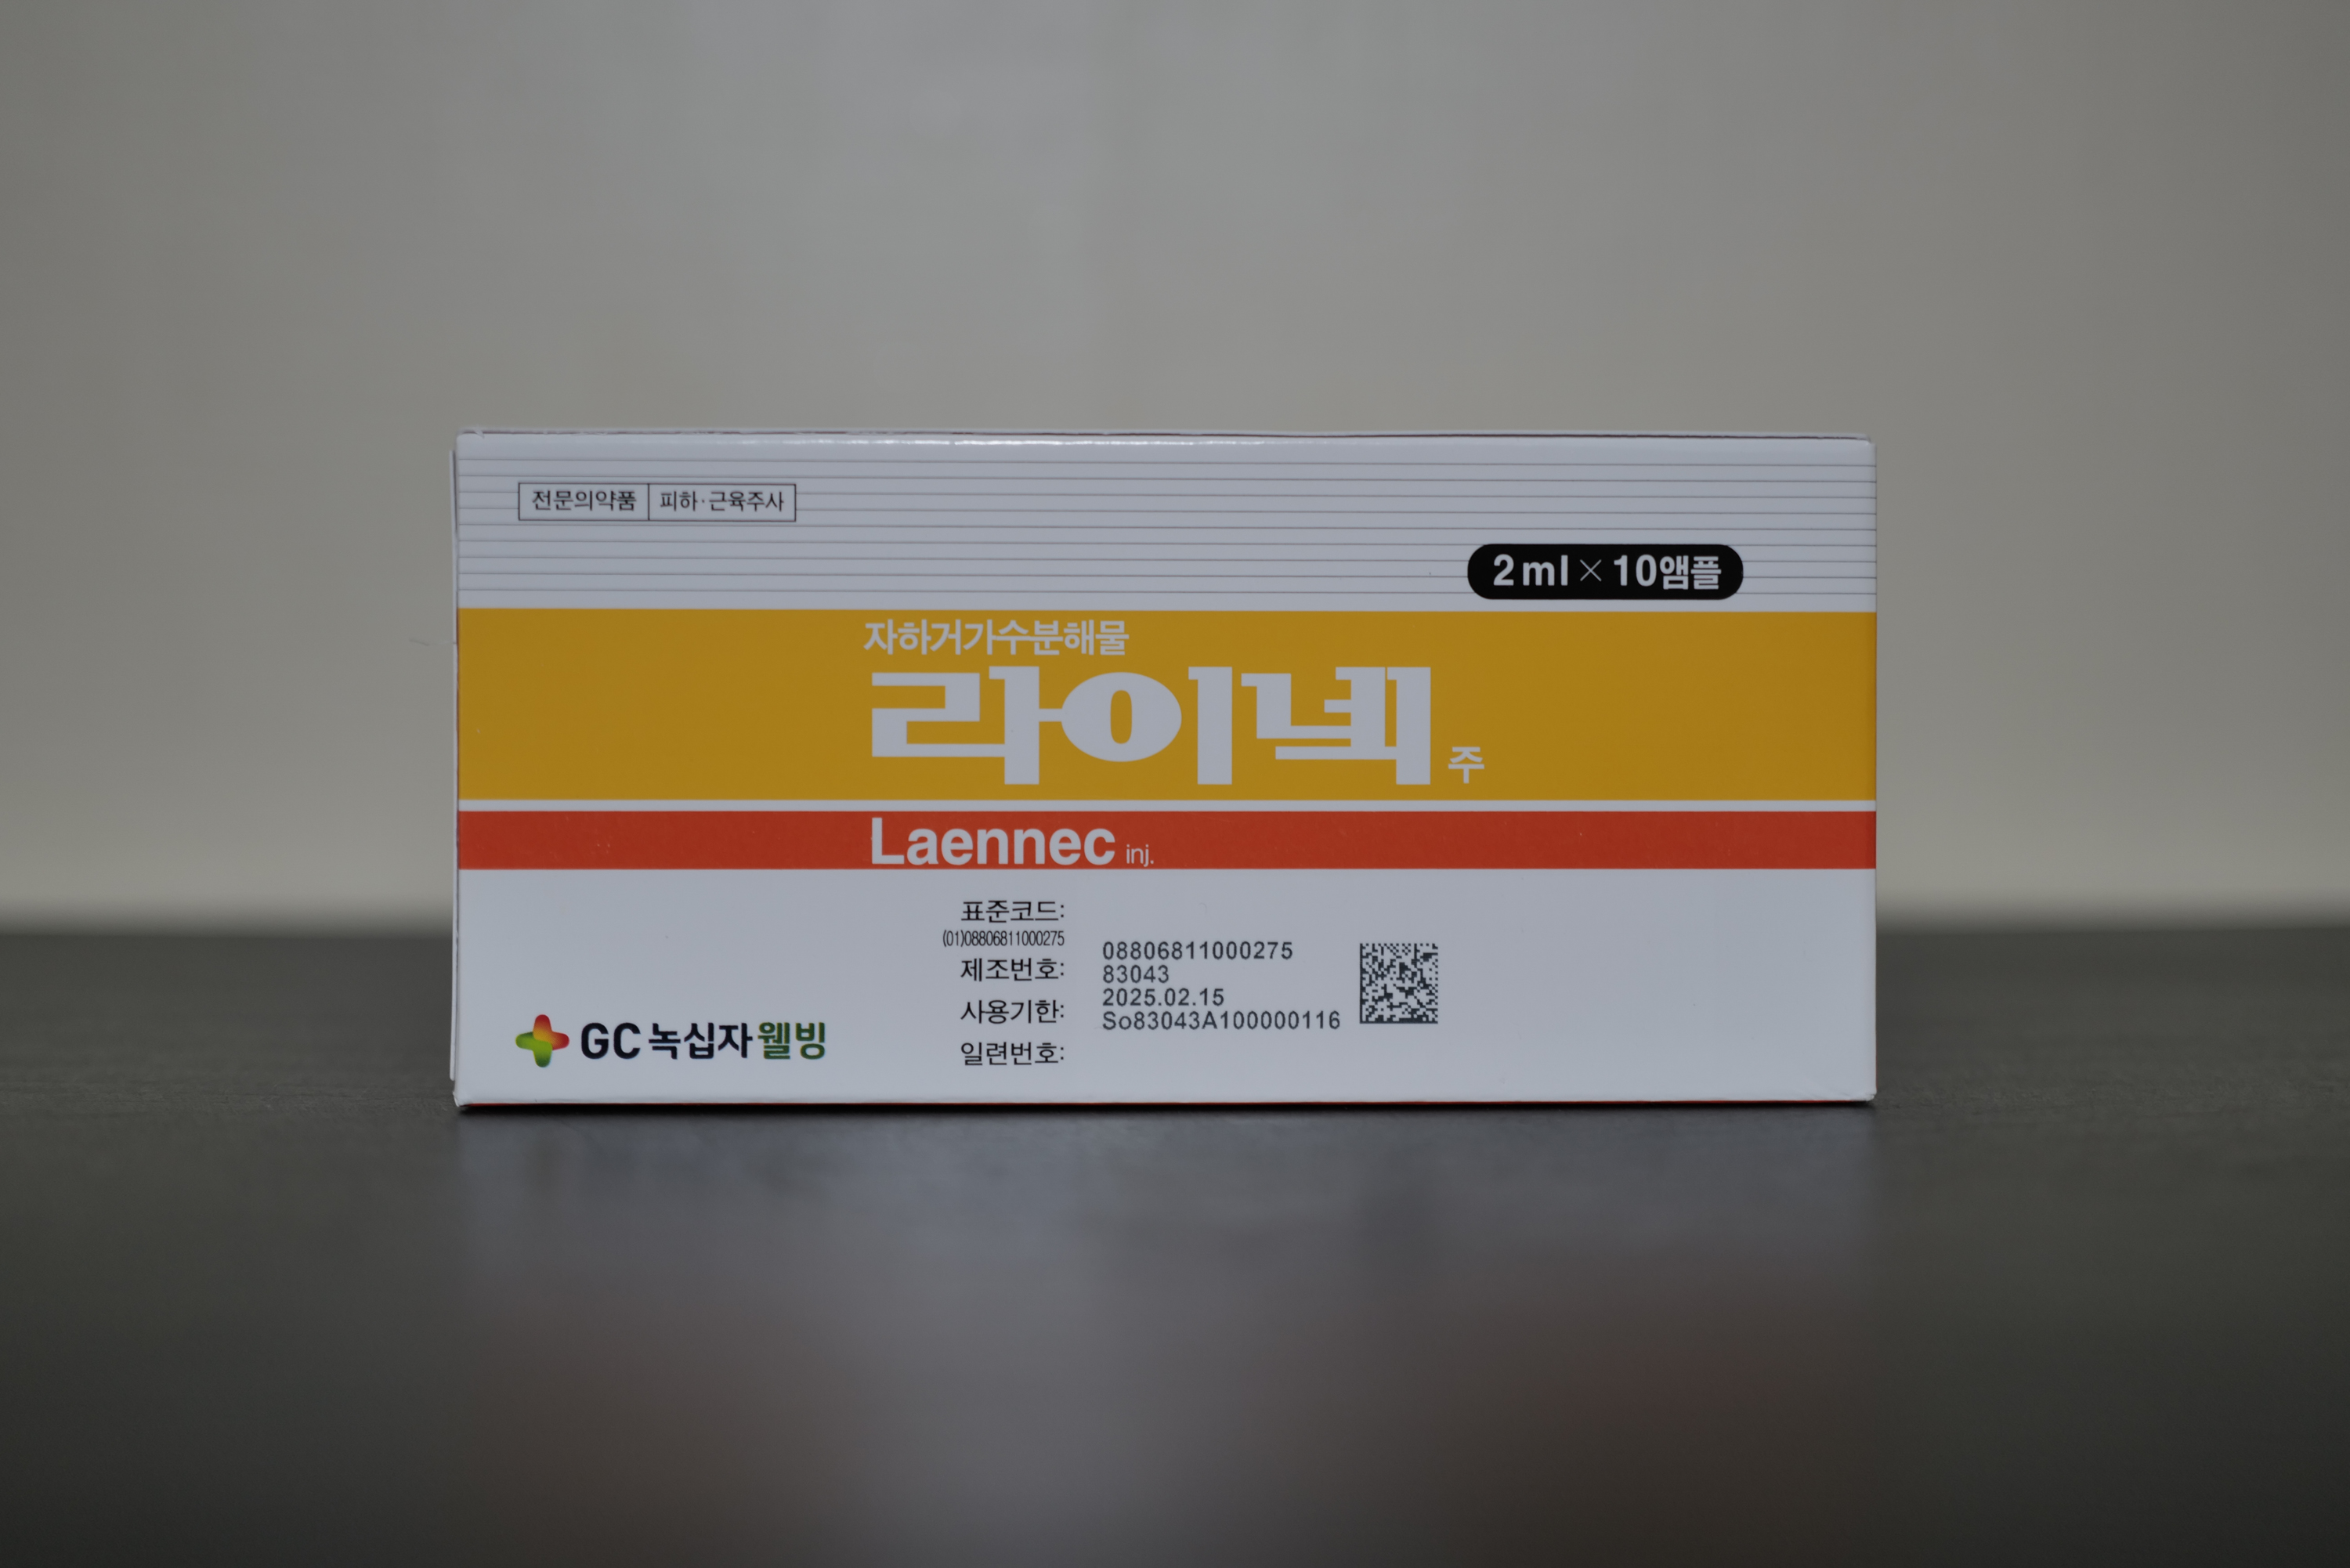 전문의약품 피하·근육주사
2ml×10앰플
자하거가수분해물
라이넥 주
Laennec inj.
표준코드:
(01)08806811000275
제조번호:
사용기한:
일련번호:
08806811000275
83043
2025.02.15
So83043A100000116
GC녹십자웰빙